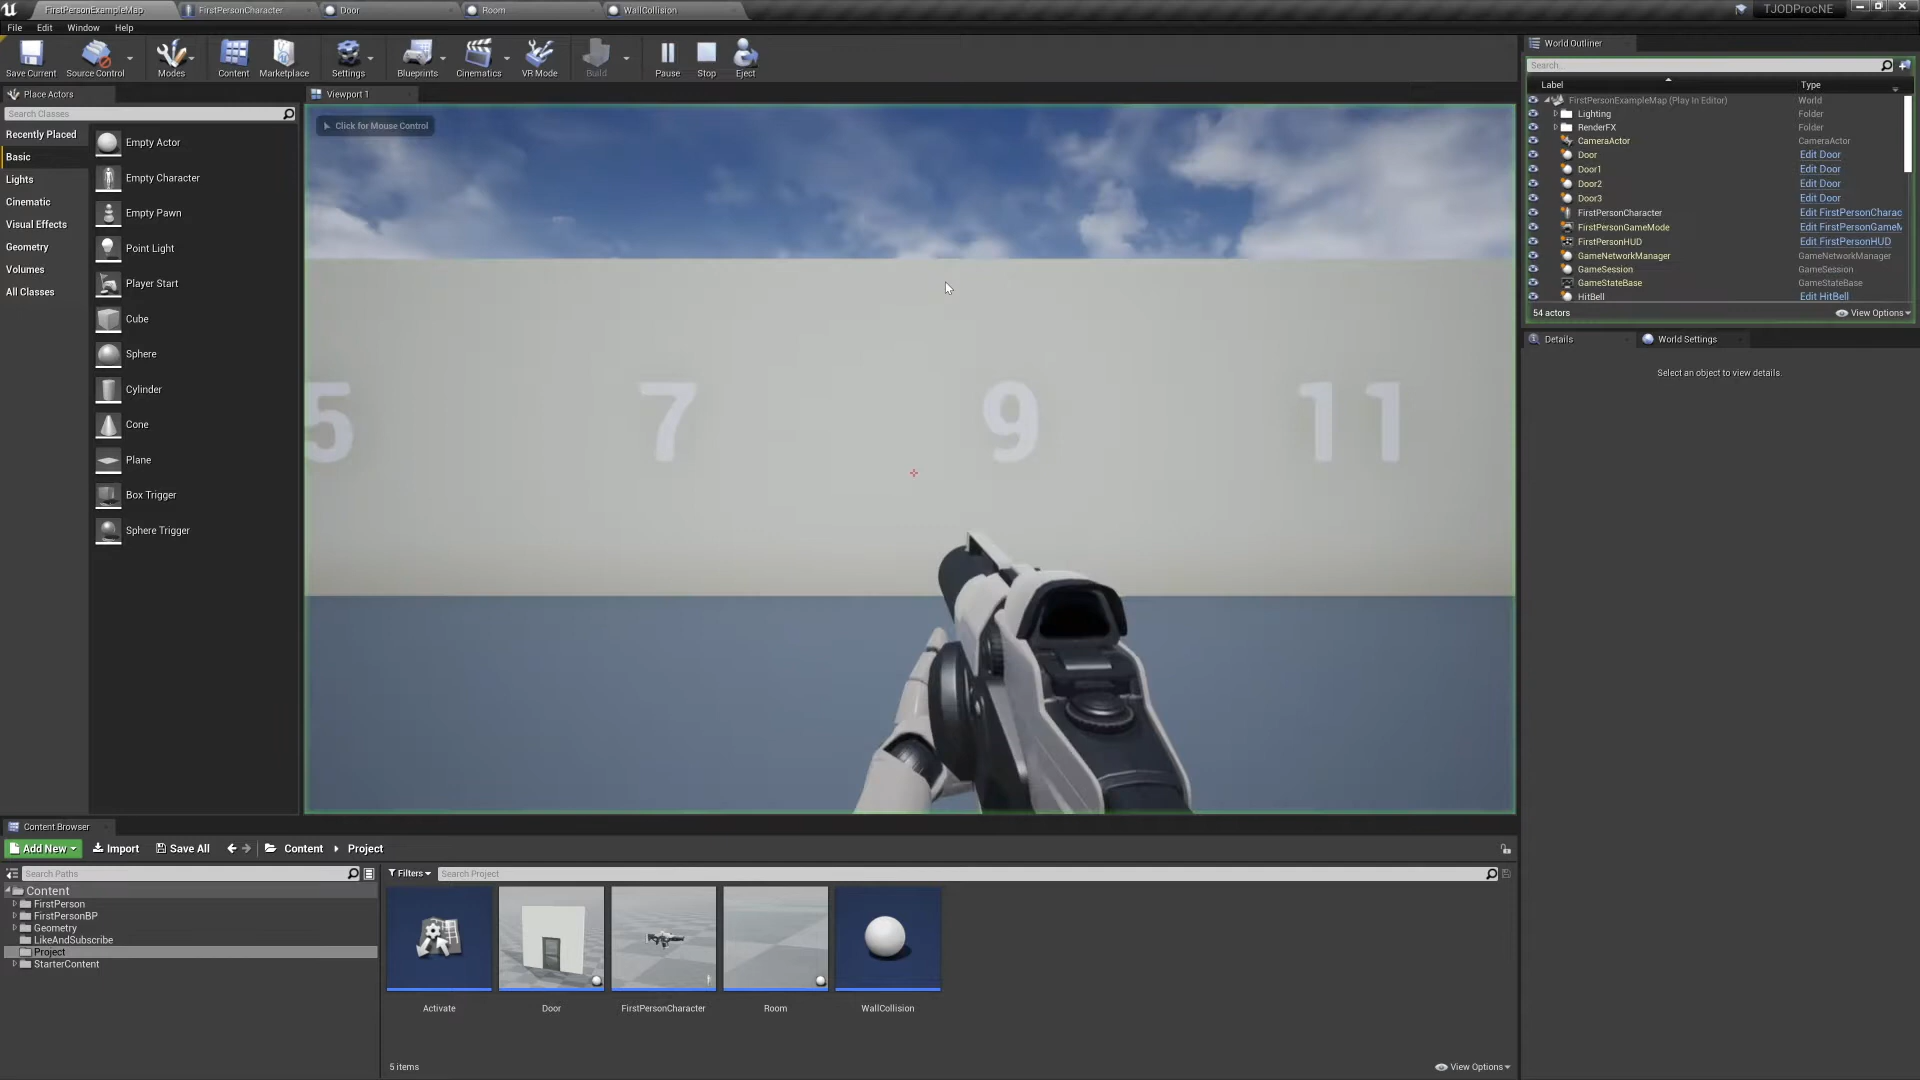 FirstPersonExampleMap
FirstPersonCharacter
Door
Room
WallCollision
TJODProcNE
File
Edit
Window
Help
Save Current
Source Control
Modes
Content
Marketplace
Settings
Blueprints
Cinematics
VR Mode
Build
Pause
Stop
Eject
Place Actors
Search Classes
Recently Placed
Basic
Lights
Cinematic
Visual Effects
Geometry
Volumes
All Classes
Empty Actor
Empty Character
Empty Pawn
Point Light
Player Start
Cube
Sphere
Cylinder
Cone
Plane
Box Trigger
Sphere Trigger
Viewport 1
Click for Mouse Control
5 7 9 11
World Outliner
Search...
Label Type
FirstPersonExampleMap (Play In Editor) World
Lighting Folder
RenderFX Folder
CameraActor CameraActor
Door Edit Door
Door1 Edit Door
Door2 Edit Door
Door3 Edit Door
FirstPersonCharacter Edit FirstPersonCharac
FirstPersonGameMode Edit FirstPersonGameM
FirstPersonHUD Edit FirstPersonHUD
GameNetworkManager GameNetworkManager
GameSession GameSession
GameStateBase GameStateBase
HitBell Edit HitBell
54 actors View Options
Details
World Settings
Select an object to view details.
Content Browser
Add New Import Save All Content Project
Search Paths
Filters Search Project
Content
FirstPerson
FirstPersonBP
Geometry
LikeAndSubscribe
Project
StarterContent
Activate
Door
FirstPersonCharacter
Room
WallCollision
5 items View Options